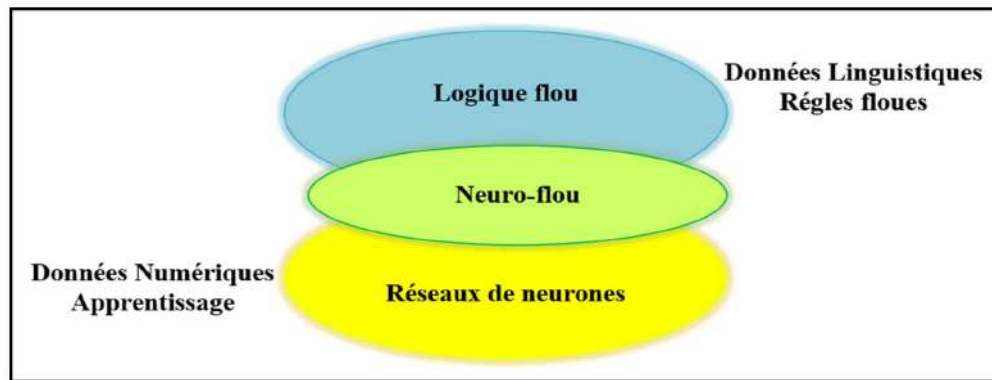 Logique flou
Données Linguistiques
Régles floues
Neuro-flou
Données Numériques
Apprentissage
Réseaux de neurones